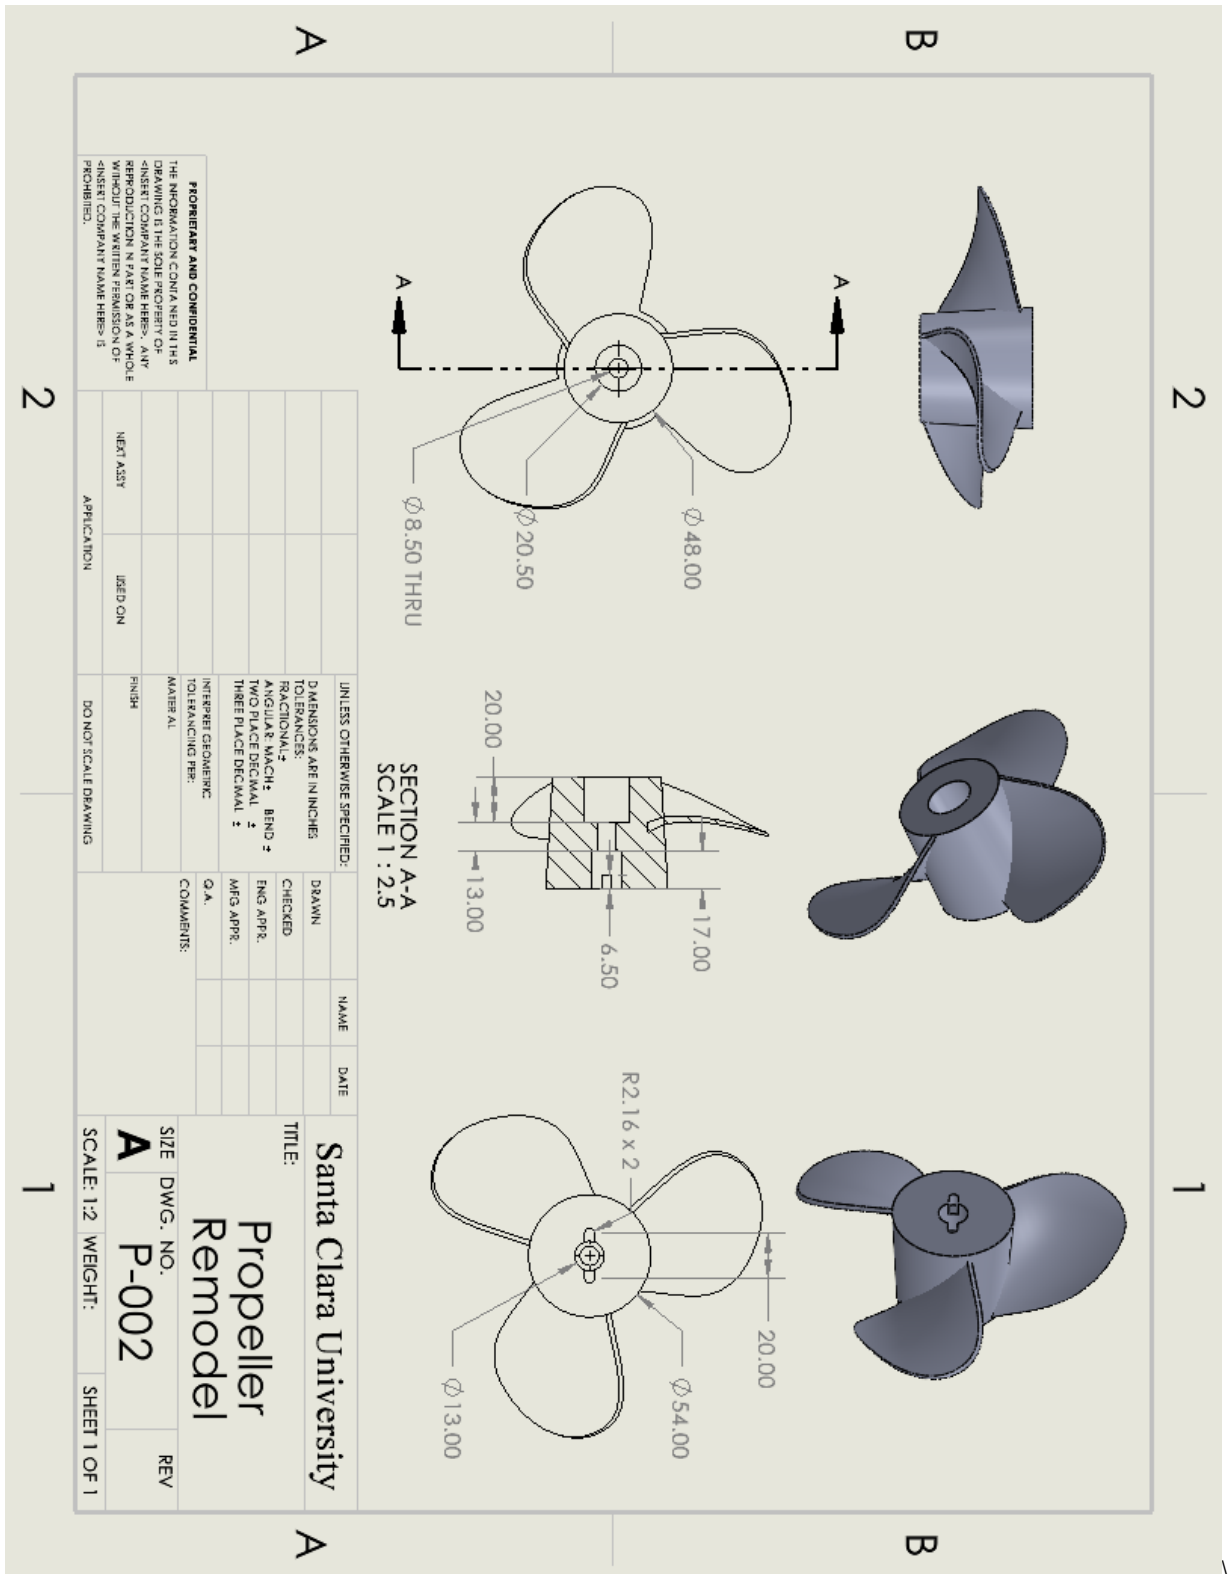 2
1
B
B
A
A
2
1
Ø48.00
Ø20.50
Ø8.50 THRU
A
A
20.00
13.00
17.00
6.50
SECTION A-A
SCALE 1 : 2.5
R2.16 x 2
20.00
Ø54.00
Ø13.00
PROPRIETARY AND CONFIDENTIAL
THE INFORMATION CONTAINED IN THIS
DRAWING IS THE SOLE PROPERTY OF
<INSERT COMPANY NAME HERE>. ANY
REPRODUCTION IN PART OR AS A WHOLE
WITHOUT THE WRITTEN PERMISSION OF
<INSERT COMPANY NAME HERE> IS
PROHIBITED.
NEXT ASSY
USED ON
APPLICATION
UNLESS OTHERWISE SPECIFIED:
DIMENSIONS ARE IN INCHES
TOLERANCES:
FRACTIONAL ±
ANGULAR: MACH ± BEND ±
TWO PLACE DECIMAL ±
THREE PLACE DECIMAL ±
INTERPRET GEOMETRIC
TOLERANCING PER:
MATERIAL
FINISH
DO NOT SCALE DRAWING
NAME
DATE
DRAWN
CHECKED
ENG APPR.
MFG APPR.
Q.A.
COMMENTS:
Santa Clara University
TITLE:
Propeller
Remodel
SIZE
A
DWG. NO.
P-002
REV
SCALE: 1:2
WEIGHT:
SHEET 1 OF 1
\